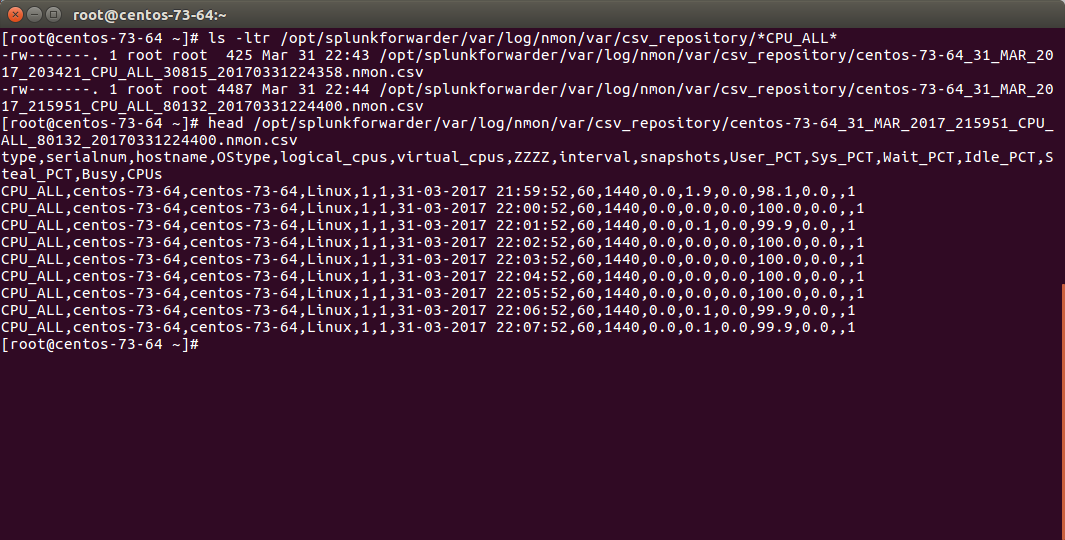 root@centos-73-64:~
[root@centos-73-64 ~]# ls -ltr /opt/splunkforwarder/var/log/nmon/var/csv_repository/*CPU_ALL*
-rw-------. 1 root root  425 Mar 31 22:43 /opt/splunkforwarder/var/log/nmon/var/csv_repository/centos-73-64_31_MAR_20
17_203421_CPU_ALL_30815_20170331224358.nmon.csv
-rw-------. 1 root root 4487 Mar 31 22:44 /opt/splunkforwarder/var/log/nmon/var/csv_repository/centos-73-64_31_MAR_20
17_215951_CPU_ALL_80132_20170331224400.nmon.csv
[root@centos-73-64 ~]# head /opt/splunkforwarder/var/log/nmon/var/csv_repository/centos-73-64_31_MAR_2017_215951_CPU_
ALL_80132_20170331224400.nmon.csv
type,serialnum,hostname,OStype,logical_cpus,virtual_cpus,ZZZZ,interval,snapshots,User_PCT,Sys_PCT,Wait_PCT,Idle_PCT,S
teal_PCT,Busy,CPUs
CPU_ALL,centos-73-64,centos-73-64,Linux,1,1,31-03-2017 21:59:52,60,1440,0.0,1.9,0.0,98.1,0.0,,1
CPU_ALL,centos-73-64,centos-73-64,Linux,1,1,31-03-2017 22:00:52,60,1440,0.0,0.0,0.0,100.0,0.0,,1
CPU_ALL,centos-73-64,centos-73-64,Linux,1,1,31-03-2017 22:01:52,60,1440,0.0,0.1,0.0,99.9,0.0,,1
CPU_ALL,centos-73-64,centos-73-64,Linux,1,1,31-03-2017 22:02:52,60,1440,0.0,0.0,0.0,100.0,0.0,,1
CPU_ALL,centos-73-64,centos-73-64,Linux,1,1,31-03-2017 22:03:52,60,1440,0.0,0.0,0.0,100.0,0.0,,1
CPU_ALL,centos-73-64,centos-73-64,Linux,1,1,31-03-2017 22:04:52,60,1440,0.0,0.0,0.0,100.0,0.0,,1
CPU_ALL,centos-73-64,centos-73-64,Linux,1,1,31-03-2017 22:05:52,60,1440,0.0,0.0,0.0,100.0,0.0,,1
CPU_ALL,centos-73-64,centos-73-64,Linux,1,1,31-03-2017 22:06:52,60,1440,0.0,0.1,0.0,99.9,0.0,,1
CPU_ALL,centos-73-64,centos-73-64,Linux,1,1,31-03-2017 22:07:52,60,1440,0.0,0.1,0.0,99.9,0.0,,1
[root@centos-73-64 ~]#